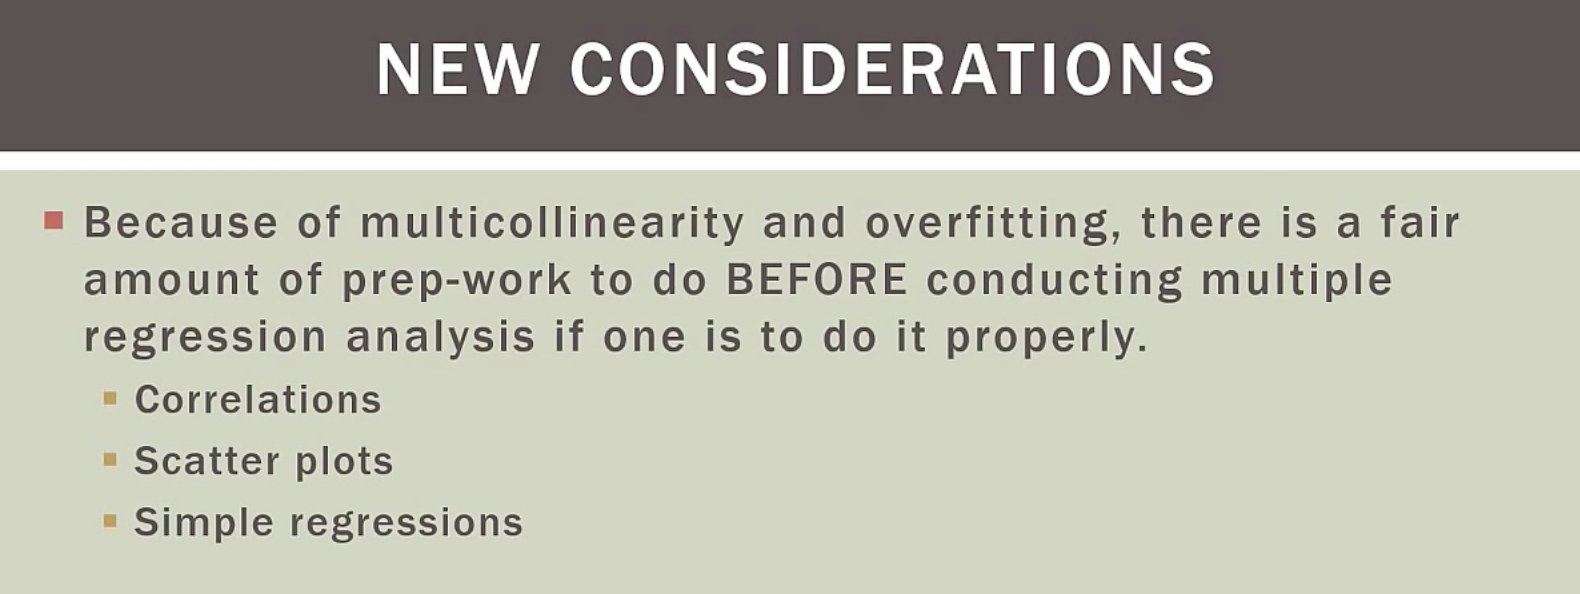 NEW CONSIDERATIONS
Because of multicollinearity and overfitting, there is a fair
amount of prep-work to do BEFORE conducting multiple
regression analysis if one is to do it properly.
Correlations
Scatter plots
Simple regressions